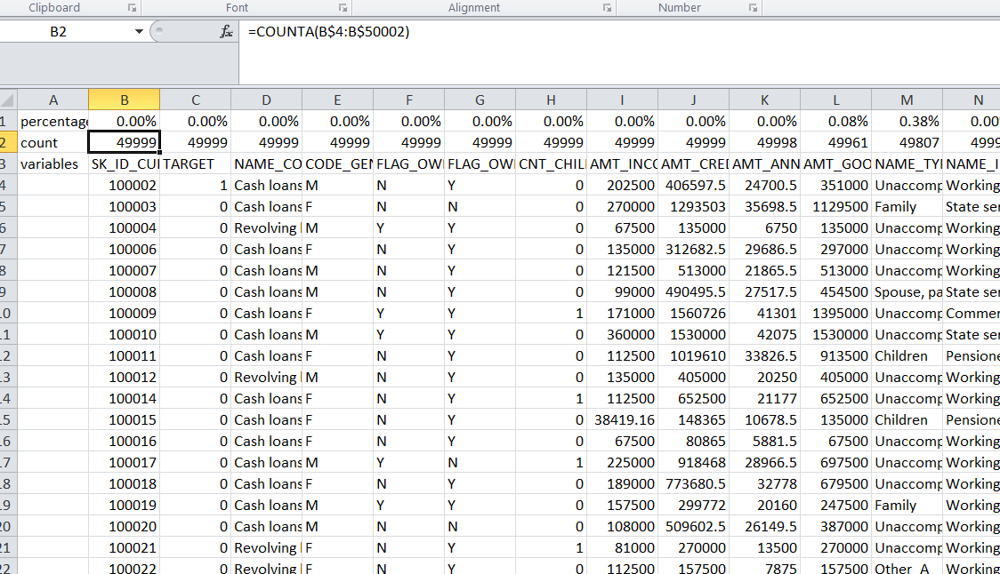 Clipboard Font Alignment Number
B2 fx =COUNTA(B$4:B$50002)
A B C D E F G H I J K L M N
1 percentage 0.00% 0.00% 0.00% 0.00% 0.00% 0.00% 0.00% 0.00% 0.00% 0.00% 0.08% 0.38% 0.00
2 count 49999 49999 49999 49999 49999 49999 49999 49999 49999 49998 49961 49807 4999
3 variables SK_ID_CUI TARGET NAME_CO CODE_GEN FLAG_OWI FLAG_OWI CNT_CHILI AMT_INCO AMT_CREI AMT_ANN AMT_GOO NAME_TYI NAME_I
4 100002 1 Cash loans M N Y 0 202500 406597.5 24700.5 351000 Unaccomp Working
5 100003 0 Cash loans F N N 0 270000 1293503 35698.5 1129500 Family State ser
6 100004 0 Revolving l M Y Y 0 67500 135000 6750 135000 Unaccomp Working
7 100006 0 Cash loans F N Y 0 135000 312682.5 29686.5 297000 Unaccomp Working
8 100007 0 Cash loans M N Y 0 121500 513000 21865.5 513000 Unaccomp Working
9 100008 0 Cash loans M N Y 0 99000 490495.5 27517.5 454500 Spouse, pa State ser
10 100009 0 Cash loans F Y Y 1 171000 1560726 41301 1395000 Unaccomp Commer
11 100010 0 Cash loans M Y Y 0 360000 1530000 42075 1530000 Unaccomp State ser
12 100011 0 Cash loans F N Y 0 112500 1019610 33826.5 913500 Children Pensione
13 100012 0 Revolving l M N Y 0 135000 405000 20250 405000 Unaccomp Working
14 100014 0 Cash loans F N Y 1 112500 652500 21177 652500 Unaccomp Working
15 100015 0 Cash loans F N Y 0 38419.16 148365 10678.5 135000 Children Pensione
16 100016 0 Cash loans F N Y 0 67500 80865 5881.5 67500 Unaccomp Working
17 100017 0 Cash loans M Y N 1 225000 918468 28966.5 697500 Unaccomp Working
18 100018 0 Cash loans F N Y 0 189000 773680.5 32778 679500 Unaccomp Working
19 100019 0 Cash loans M Y Y 0 157500 299772 20160 247500 Family Working
20 100020 0 Cash loans M N N 0 108000 509602.5 26149.5 387000 Unaccomp Working
21 100021 0 Revolving l F N Y 1 81000 270000 13500 270000 Unaccomp Working
22 100022 0 Revolving l F N Y 0 112500 157500 7875 157500 Other_A Working